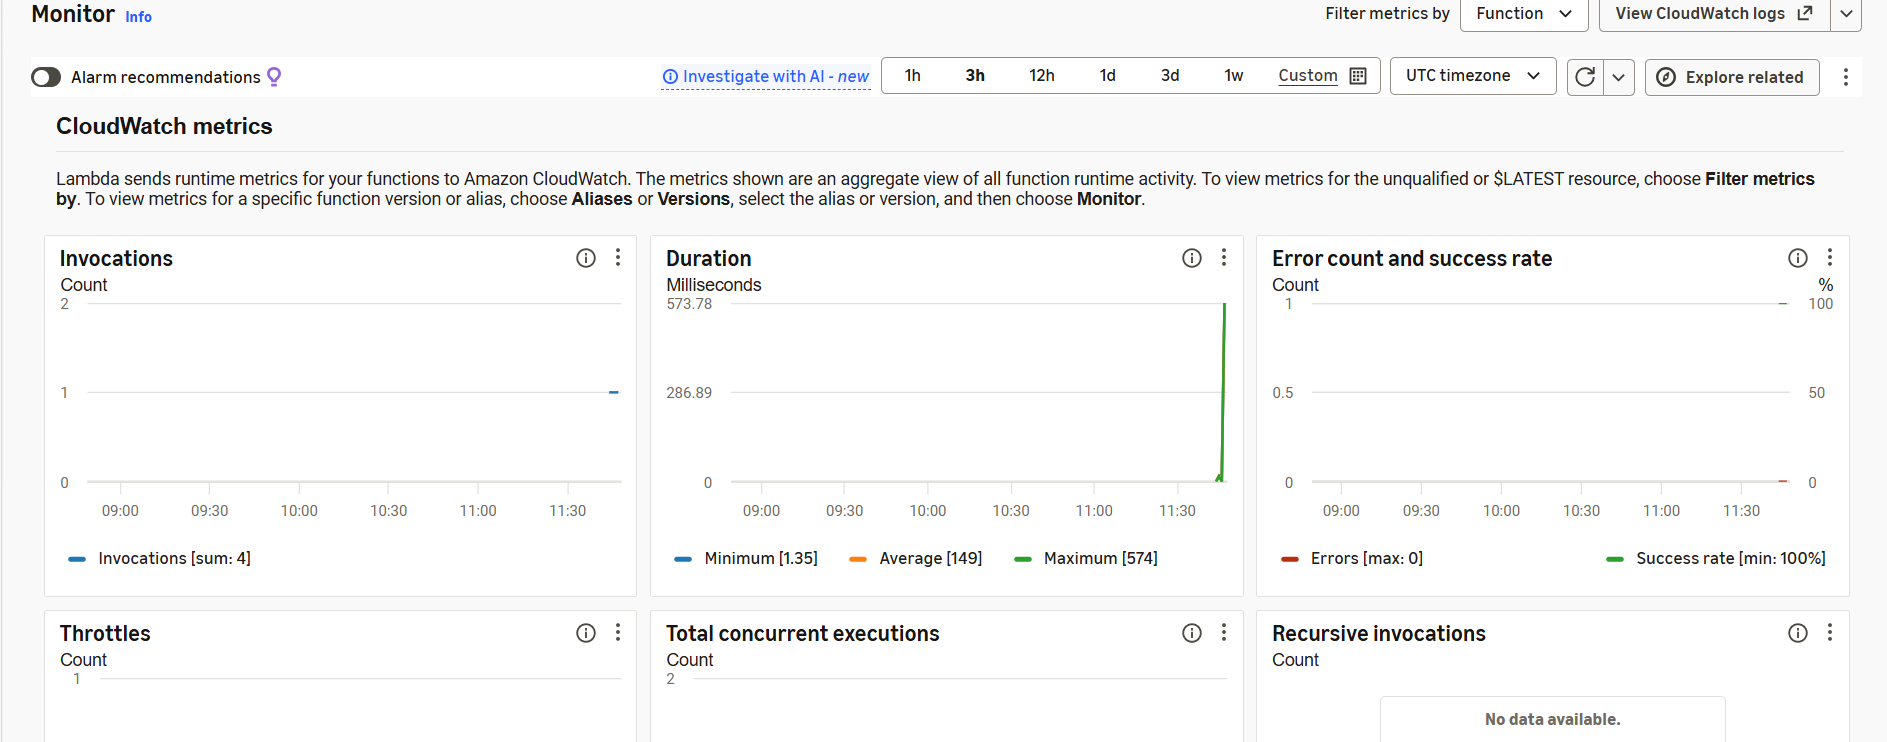 Monitor Info
Filter metrics by Function View CloudWatch logs
Alarm recommendations
Investigate with AI - new 1h 3h 12h 1d 3d 1w Custom UTC timezone Explore related
CloudWatch metrics
Lambda sends runtime metrics for your functions to Amazon CloudWatch. The metrics shown are an aggregate view of all function runtime activity. To view metrics for the unqualified or $LATEST resource, choose Filter metrics
by. To view metrics for a specific function version or alias, choose Aliases or Versions, select the alias or version, and then choose Monitor.
Invocations
Count
2
1
0
09:00 09:30 10:00 10:30 11:00 11:30
Invocations [sum: 4]
Duration
Milliseconds
573.78
286.89
0
09:00 09:30 10:00 10:30 11:00 11:30
Minimum [1.35] Average [149] Maximum [574]
Error count and success rate
Count %
1 100
0.5 50
0 0
09:00 09:30 10:00 10:30 11:00 11:30
Errors [max: 0] Success rate [min: 100%]
Throttles
Count
1
Total concurrent executions
Count
2
Recursive invocations
Count
No data available.